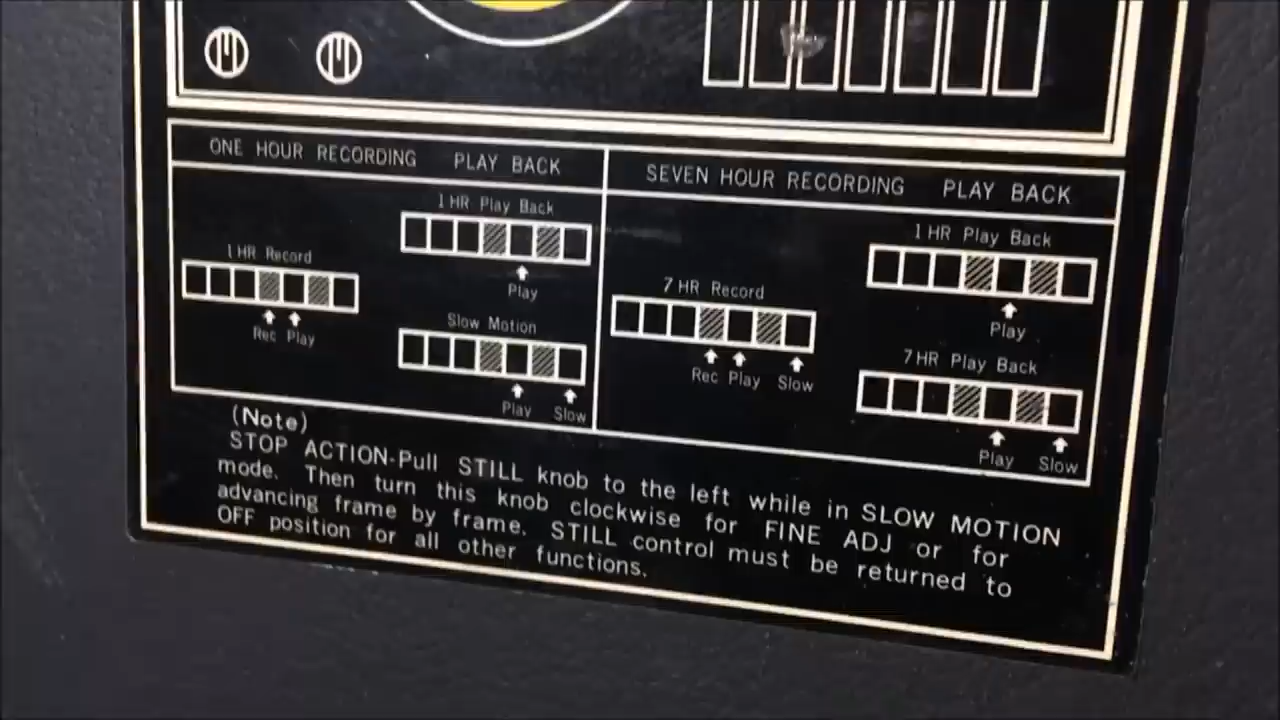 ONE HOUR RECORDING PLAY BACK
1 HR Record
Rec Play
1 HR Play Back
Play
Slow Motion
Play Slow
SEVEN HOUR RECORDING PLAY BACK
7 HR Record
Rec Play Slow
1 HR Play Back
Play
7 HR Play Back
Play Slow
(Note)
STOP ACTION-Pull STILL knob to the left while in SLOW MOTION
mode. Then turn this knob clockwise for FINE ADJ or for
advancing frame by frame. STILL control must be returned to
OFF position for all other functions.